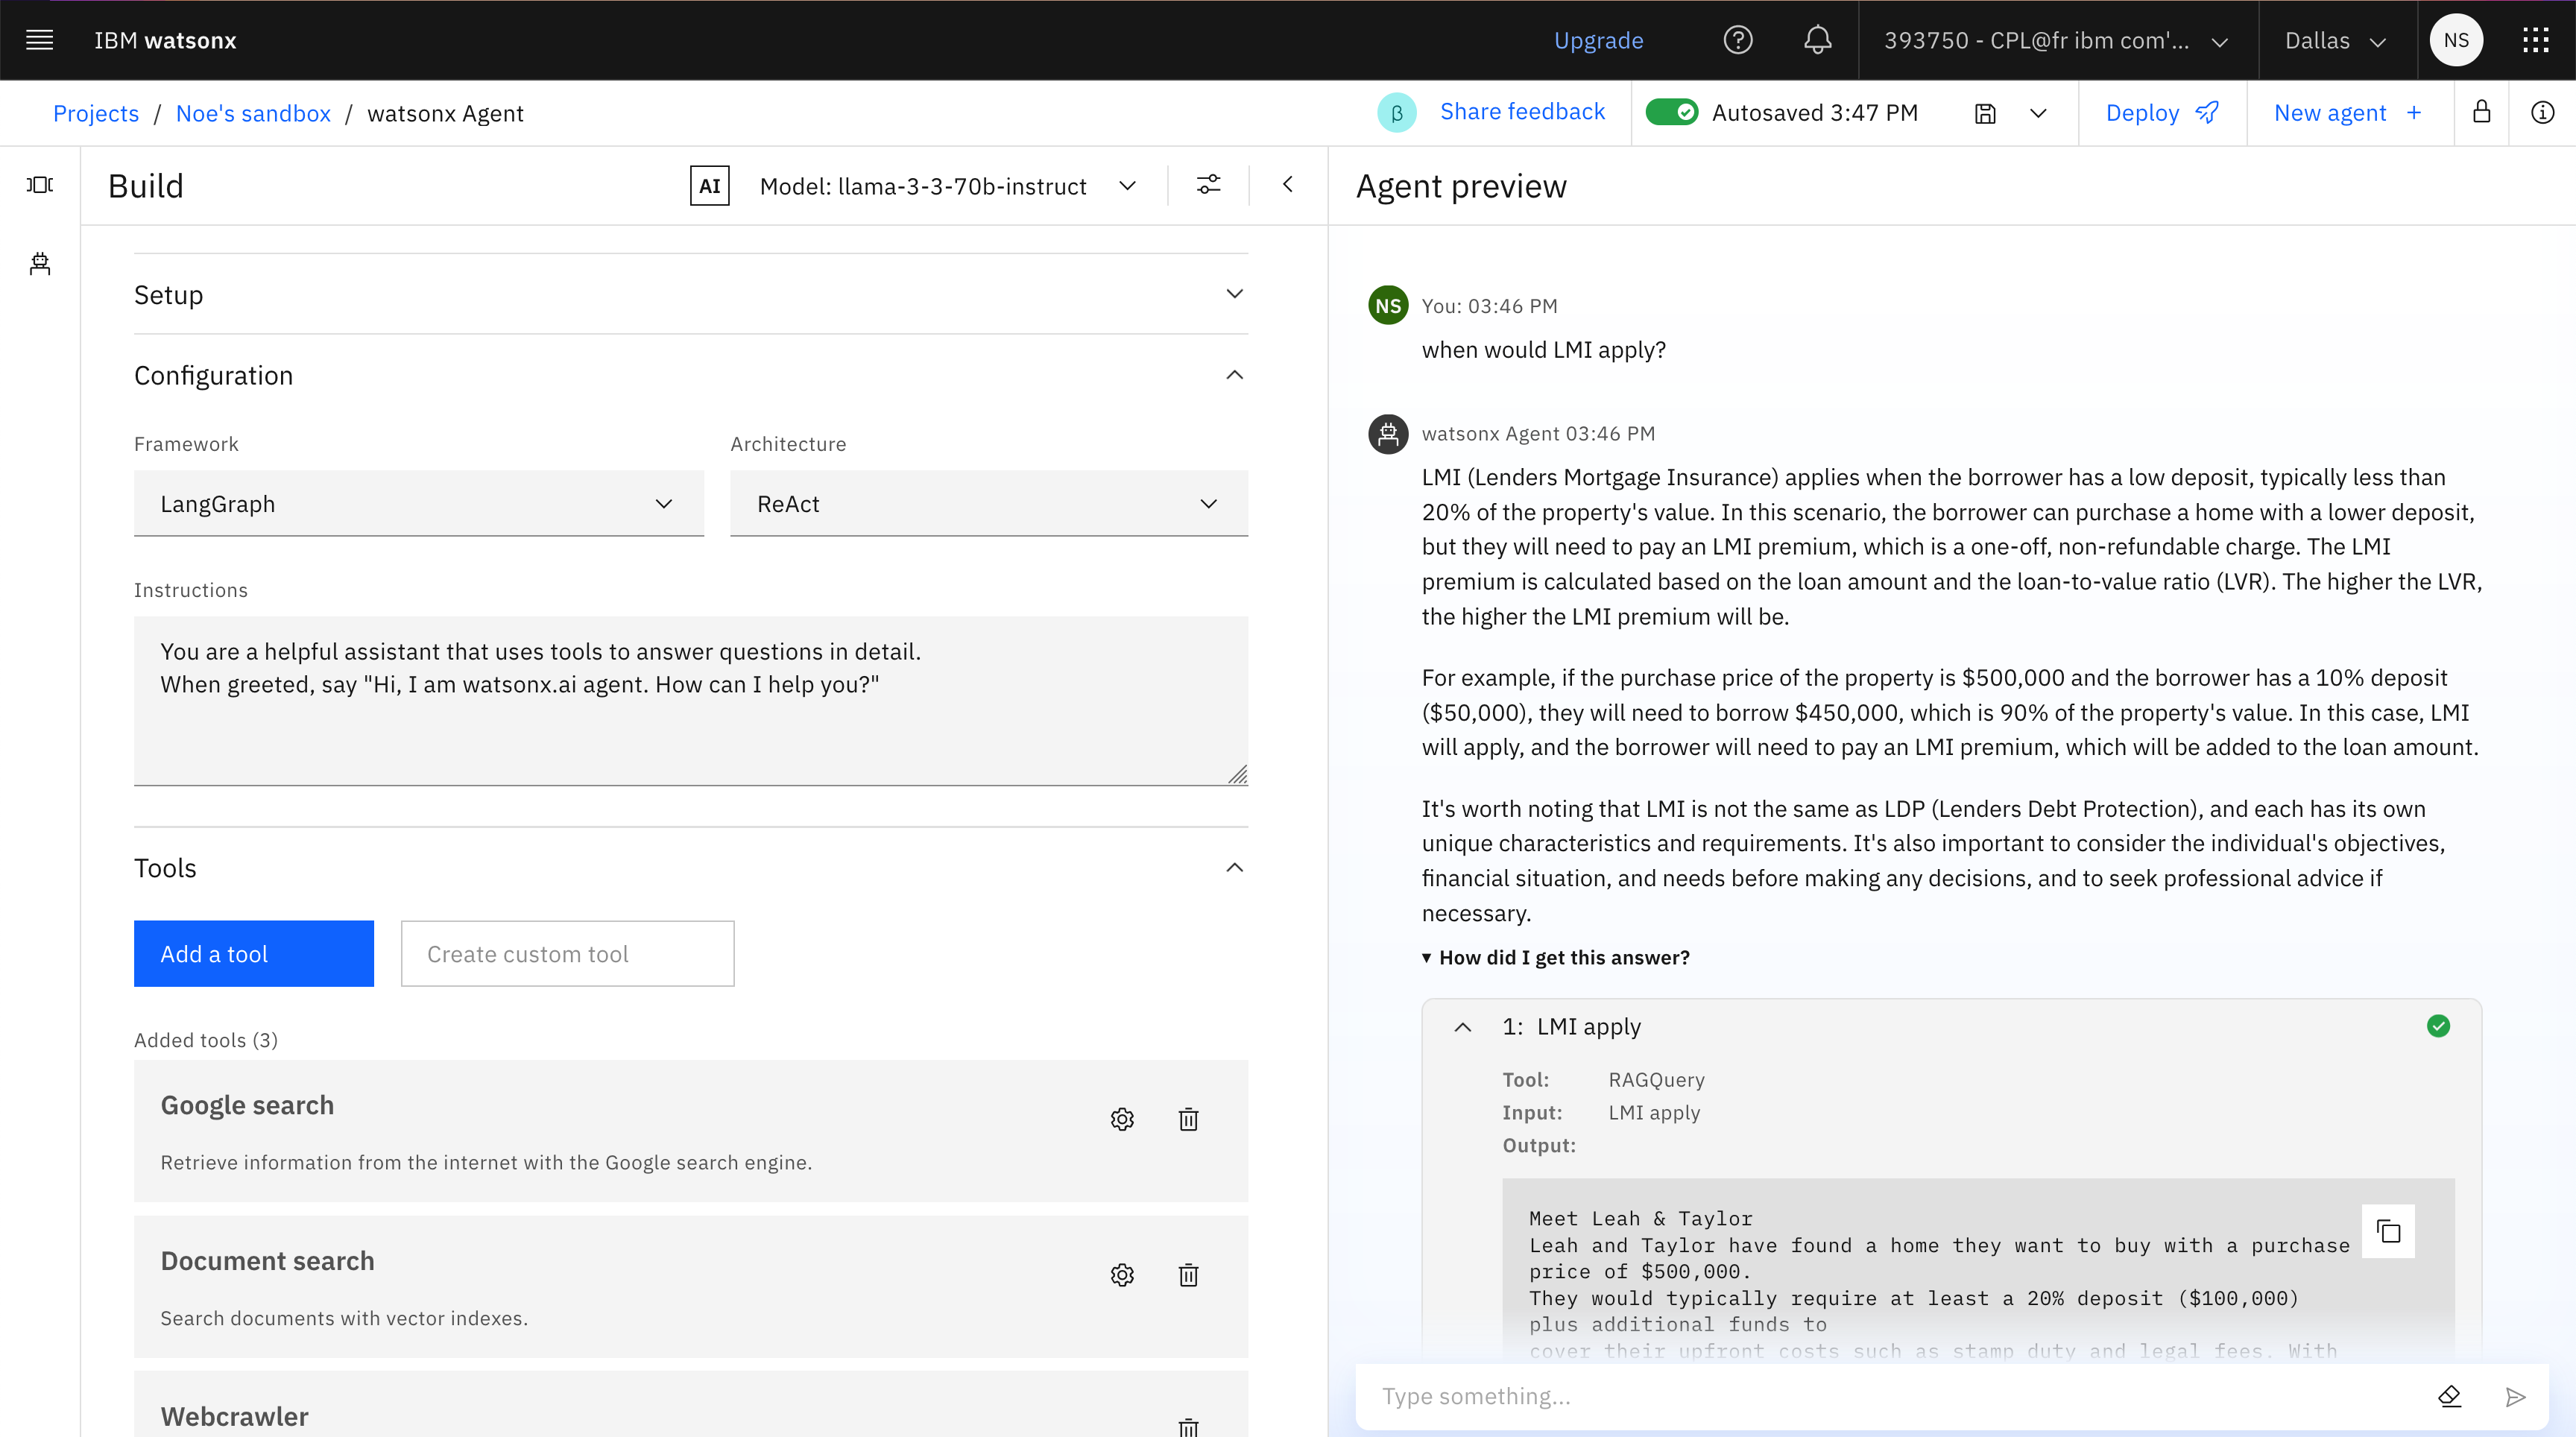 IBM watsonx
Upgrade
393750 - CPL@fr ibm com'...
Dallas
NS
Projects / Noe's sandbox / watsonx Agent
β
Share feedback
Autosaved 3:47 PM
Deploy
New agent +
Build
AI
Model: llama-3-3-70b-instruct
Setup
Configuration
Framework
Architecture
LangGraph
ReAct
Instructions
You are a helpful assistant that uses tools to answer questions in detail.
When greeted, say "Hi, I am watsonx.ai agent. How can I help you?"
Tools
Add a tool
Create custom tool
Added tools (3)
Google search
Retrieve information from the internet with the Google search engine.
Document search
Search documents with vector indexes.
Webcrawler
Agent preview
NS
You: 03:46 PM
when would LMI apply?
watsonx Agent 03:46 PM
LMI (Lenders Mortgage Insurance) applies when the borrower has a low deposit, typically less than
20% of the property's value. In this scenario, the borrower can purchase a home with a lower deposit,
but they will need to pay an LMI premium, which is a one-off, non-refundable charge. The LMI
premium is calculated based on the loan amount and the loan-to-value ratio (LVR). The higher the LVR,
the higher the LMI premium will be.
For example, if the purchase price of the property is $500,000 and the borrower has a 10% deposit
($50,000), they will need to borrow $450,000, which is 90% of the property's value. In this case, LMI
will apply, and the borrower will need to pay an LMI premium, which will be added to the loan amount.
It's worth noting that LMI is not the same as LDP (Lenders Debt Protection), and each has its own
unique characteristics and requirements. It's also important to consider the individual's objectives,
financial situation, and needs before making any decisions, and to seek professional advice if
necessary.
How did I get this answer?
1: LMI apply
Tool: RAGQuery
Input: LMI apply
Output:
Meet Leah & Taylor
Leah and Taylor have found a home they want to buy with a purchase
price of $500,000.
They would typically require at least a 20% deposit ($100,000)
plus additional funds to
cover their upfront costs such as stamp duty and legal fees. With
Type something...